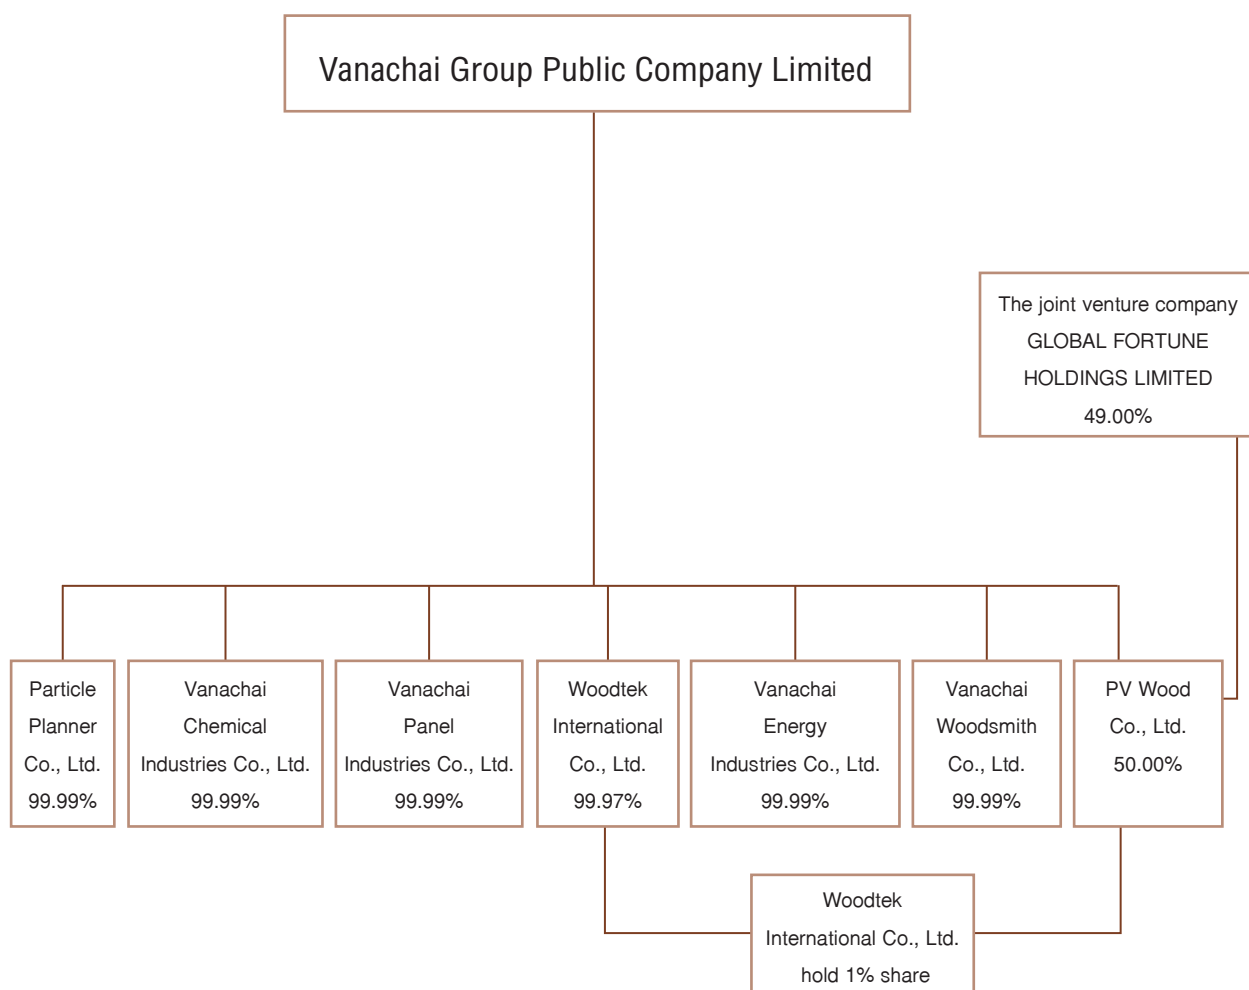 Vanachai Group Public Company Limited
The joint venture company
GLOBAL FORTUNE
HOLDINGS LIMITED
49.00%
Particle
Planner
Co., Ltd.
99.99%
Vanachai
Chemical
Industries Co., Ltd.
99.99%
Vanachai
Panel
Industries Co., Ltd.
99.99%
Woodtek
International
Co., Ltd.
99.97%
Vanachai
Energy
Industries Co., Ltd.
99.99%
Vanachai
Woodsmith
Co., Ltd.
99.99%
PV Wood
Co., Ltd.
50.00%
Woodtek
International Co., Ltd.
hold 1% share